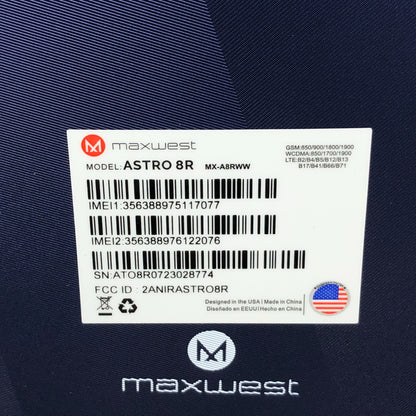 maxwest
GSM:850/900/1800/1900
WCDMA:850/1700/1900
LTE:B2/B4/B5/B12/B13
B17/B41/B66/B71
MODEL: ASTRO 8R MX-A8RWW
IMEI1:356388975117077
IMEI2:356388976122076
SN:ATO8R0723028774
FCC ID : 2ANIRASTRO8R
Designed in the USA | Made in China
Diseñado en EEUU | Hecho en China
maxwest